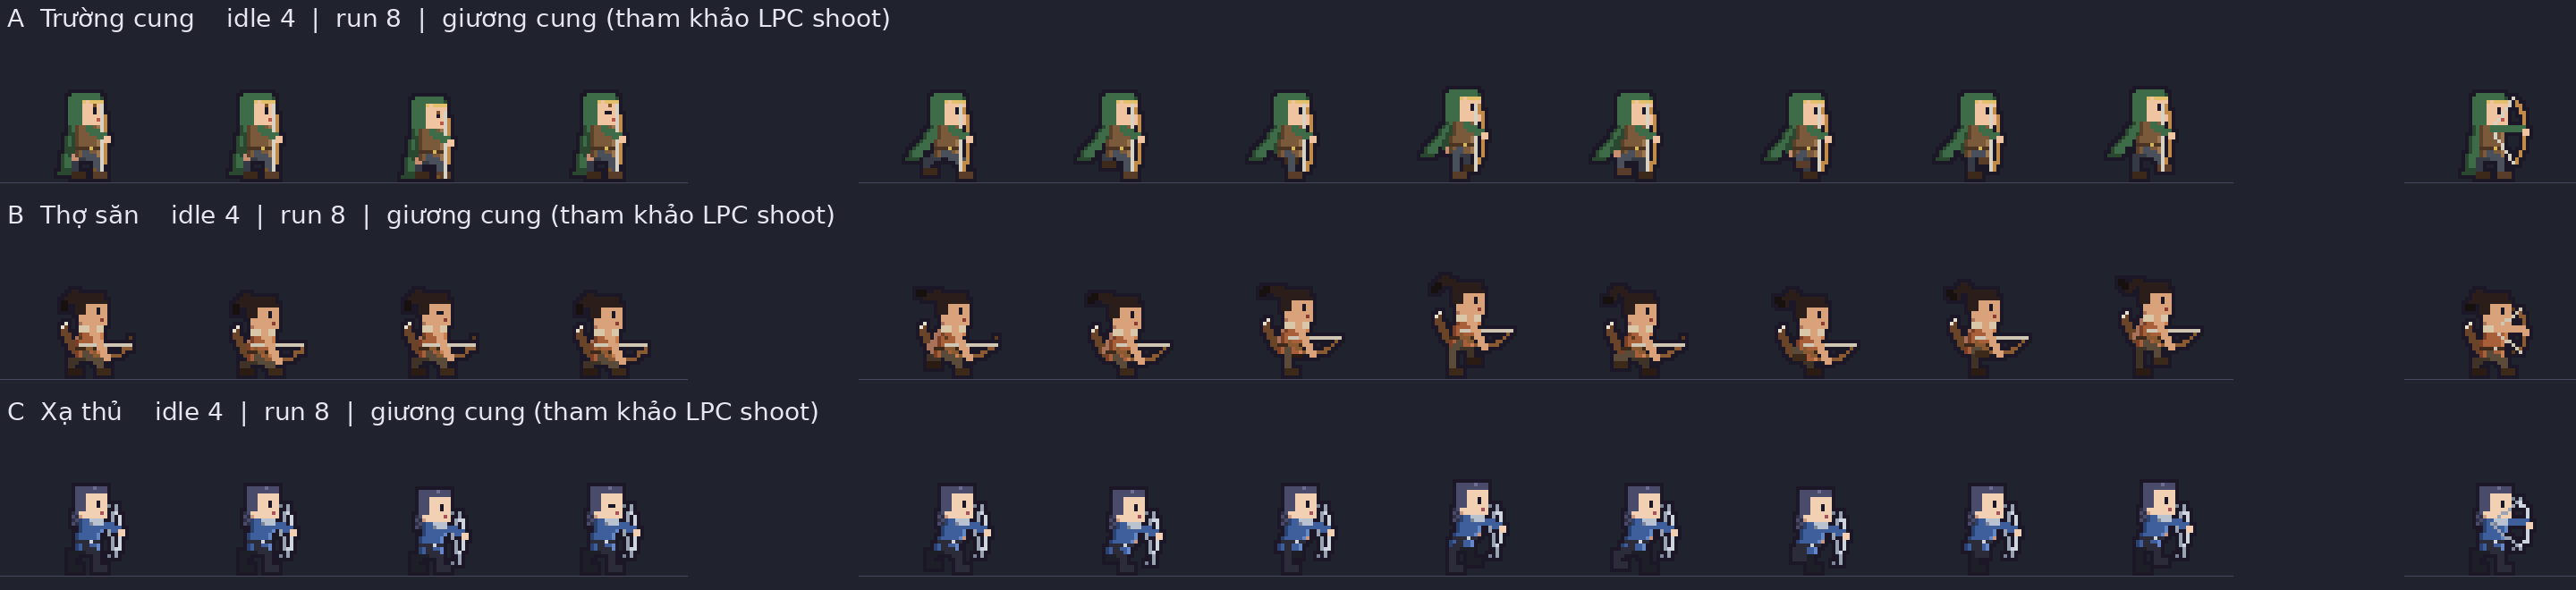 A Trường cung idle 4 | run 8 | giương cung (tham khảo LPC shoot)
B Thợ săn idle 4 | run 8 | giương cung (tham khảo LPC shoot)
C Xạ thủ idle 4 | run 8 | giương cung (tham khảo LPC shoot)